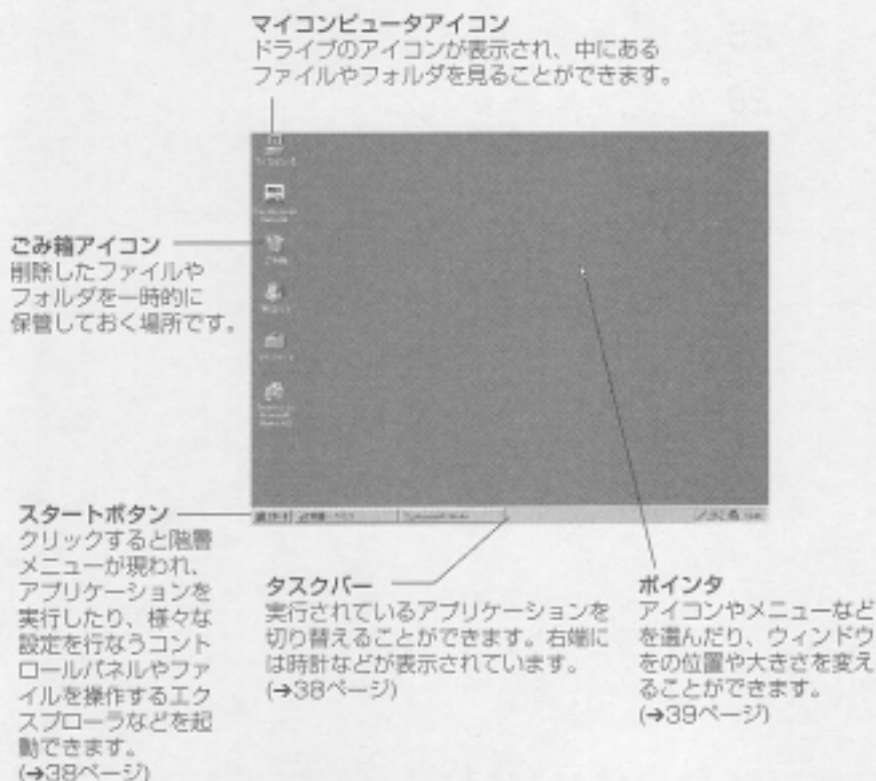 マイコンピュータアイコン
ドライブのアイコンが表示され、中にある
ファイルやフォルダを見ることができます。
ごみ箱アイコン
削除したファイルや
フォルダを一時的に
保管しておく場所です。
スタートボタン
クリックすると階層
メニューが現われ、
アプリケーションを
実行したり、様々な
設定を行なうコント
ロールパネルやファ
イルを操作するエク
スプローラなどを起
動できます。
(→38ページ)
タスクバー
実行されているアプリケーションを
切り替えることができます。右端に
は時計などが表示されています。
(→38ページ)
ポインタ
アイコンやメニューなど
を選んだり、ウィンドウ
をの位置や大きさを変え
ることができます。
(→39ページ)